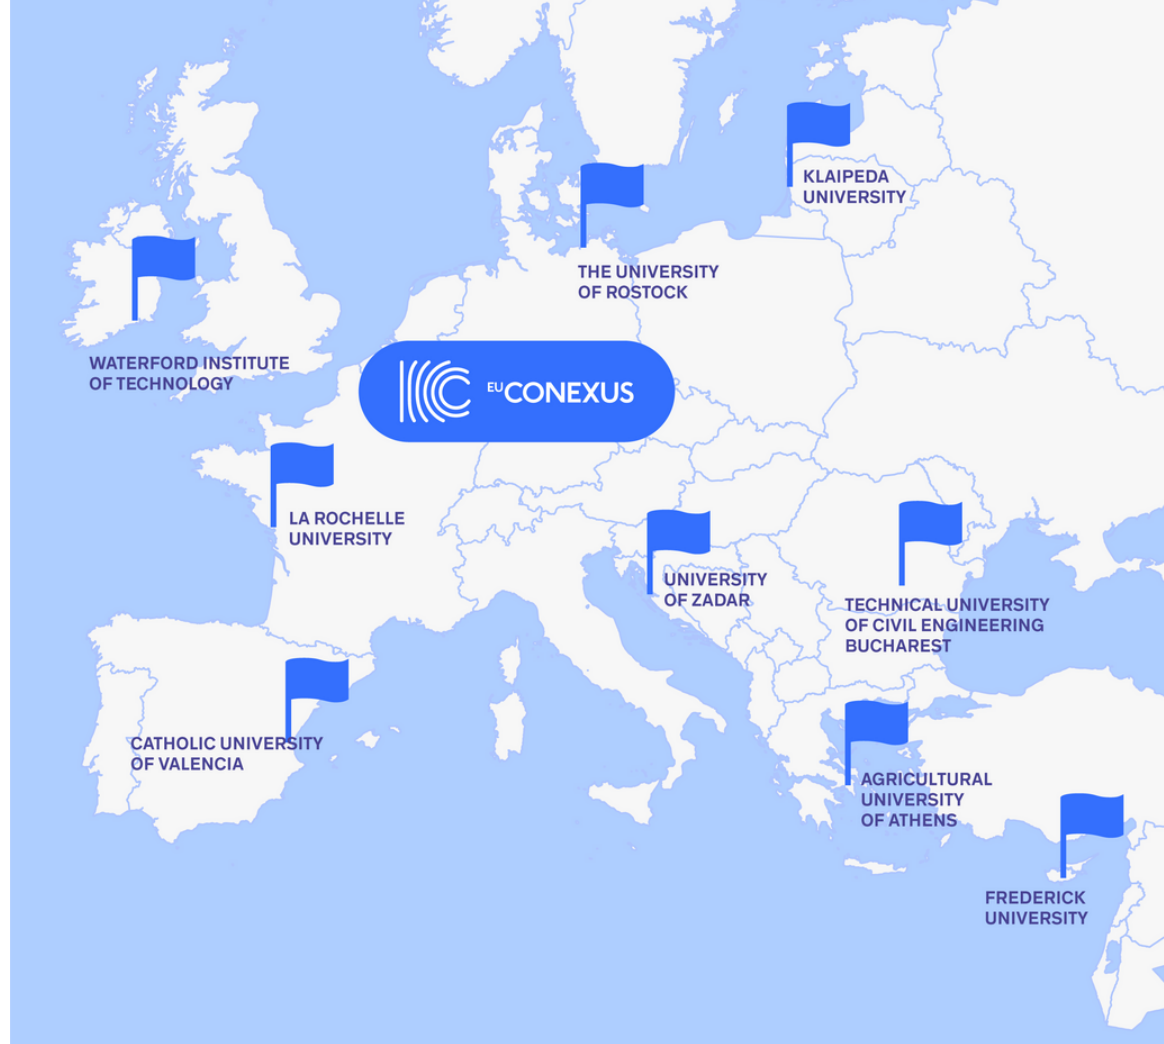 KLAIPEDA
UNIVERSITY
THE UNIVERSITY
OF ROSTOCK
WATERFORD INSTITUTE
OF TECHNOLOGY
EU CONEXUS
LA ROCHELLE
UNIVERSITY
UNIVERSITY
OF ZADAR
TECHNICAL UNIVERSITY
OF CIVIL ENGINEERING
BUCHAREST
CATHOLIC UNIVERSITY
OF VALENCIA
AGRICULTURAL
UNIVERSITY
OF ATHENS
FREDERICK
UNIVERSITY